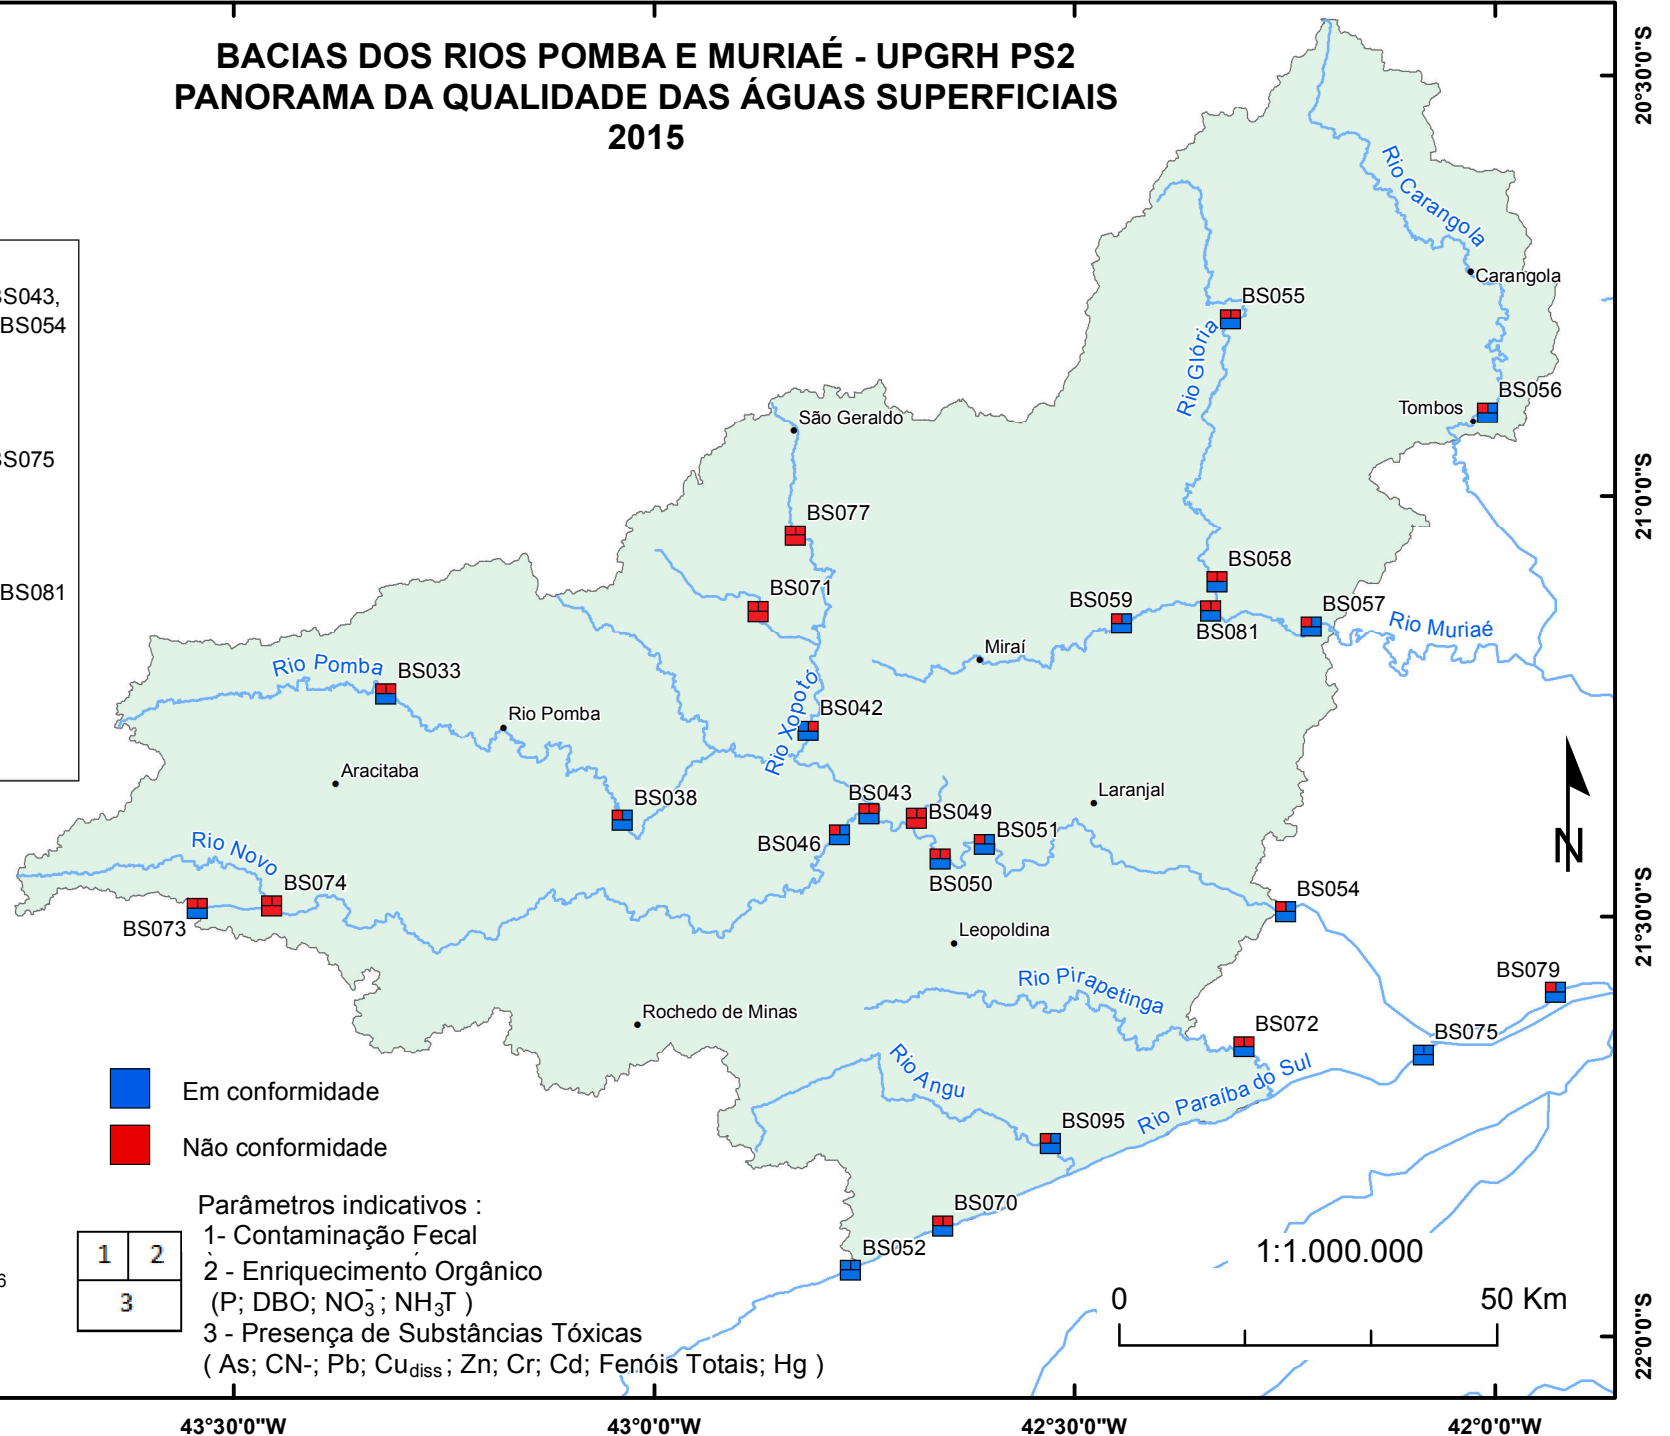 BACIAS DOS RIOS POMBA E MURIAÉ - UPGRH PS2
PANORAMA DA QUALIDADE DAS ÁGUAS SUPERFICIAIS
2015
20°30'0"S
21°0'0"S
21°30'0"S
22°0'0"S
BS043,
BS054
BS075
BS081
6
Rio Carangola
Carangola
BS055
Rio Glória
BS056
Tombos
São Geraldo
BS077
BS071
BS058
BS059
BS081
BS057
Rio Muriaé
Miraí
Rio Pomba
BS033
Rio Pomba
Rio Xopotó
BS042
Aracitaba
BS038
BS043
BS049
Laranjal
BS046
BS051
BS050
Rio Novo
BS074
BS073
BS054
Leopoldina
N
BS079
Rio Pirapetinga
Rochedo de Minas
BS072
BS075
Rio Angu
Rio Paraíba do Sul
BS095
BS070
BS052
Em conformidade
Não conformidade
Parâmetros indicativos :
1 2
3
1- Contaminação Fecal
2 - Enriquecimento Orgânico
(P; DBO; NO₃⁻; NH₃T )
3 - Presença de Substâncias Tóxicas
( As; CN-; Pb; Cudiss; Zn; Cr; Cd; Fenóis Totais; Hg )
1:1.000.000
0 50 Km
43°30'0"W 43°0'0"W 42°30'0"W 42°0'0"W